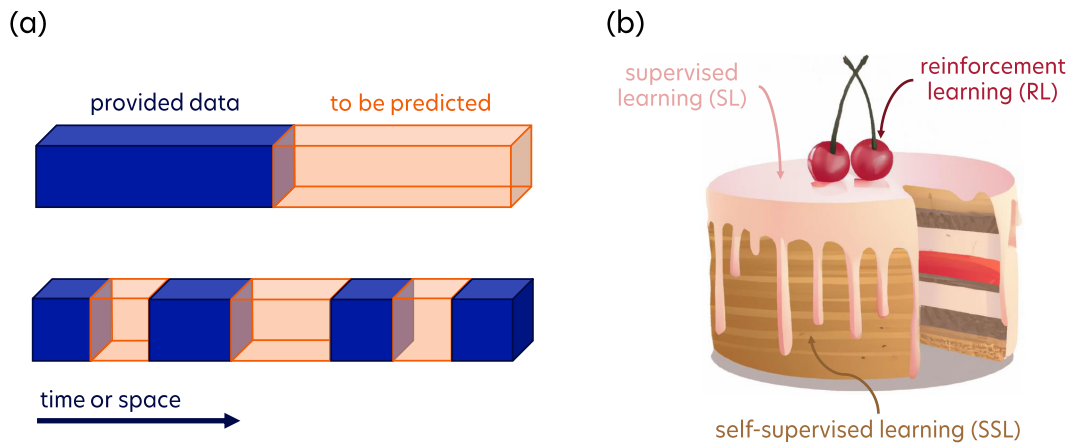 (a)
provided data
to be predicted
time or space
(b)
supervised
learning (SL)
reinforcement
learning (RL)
self-supervised learning (SSL)